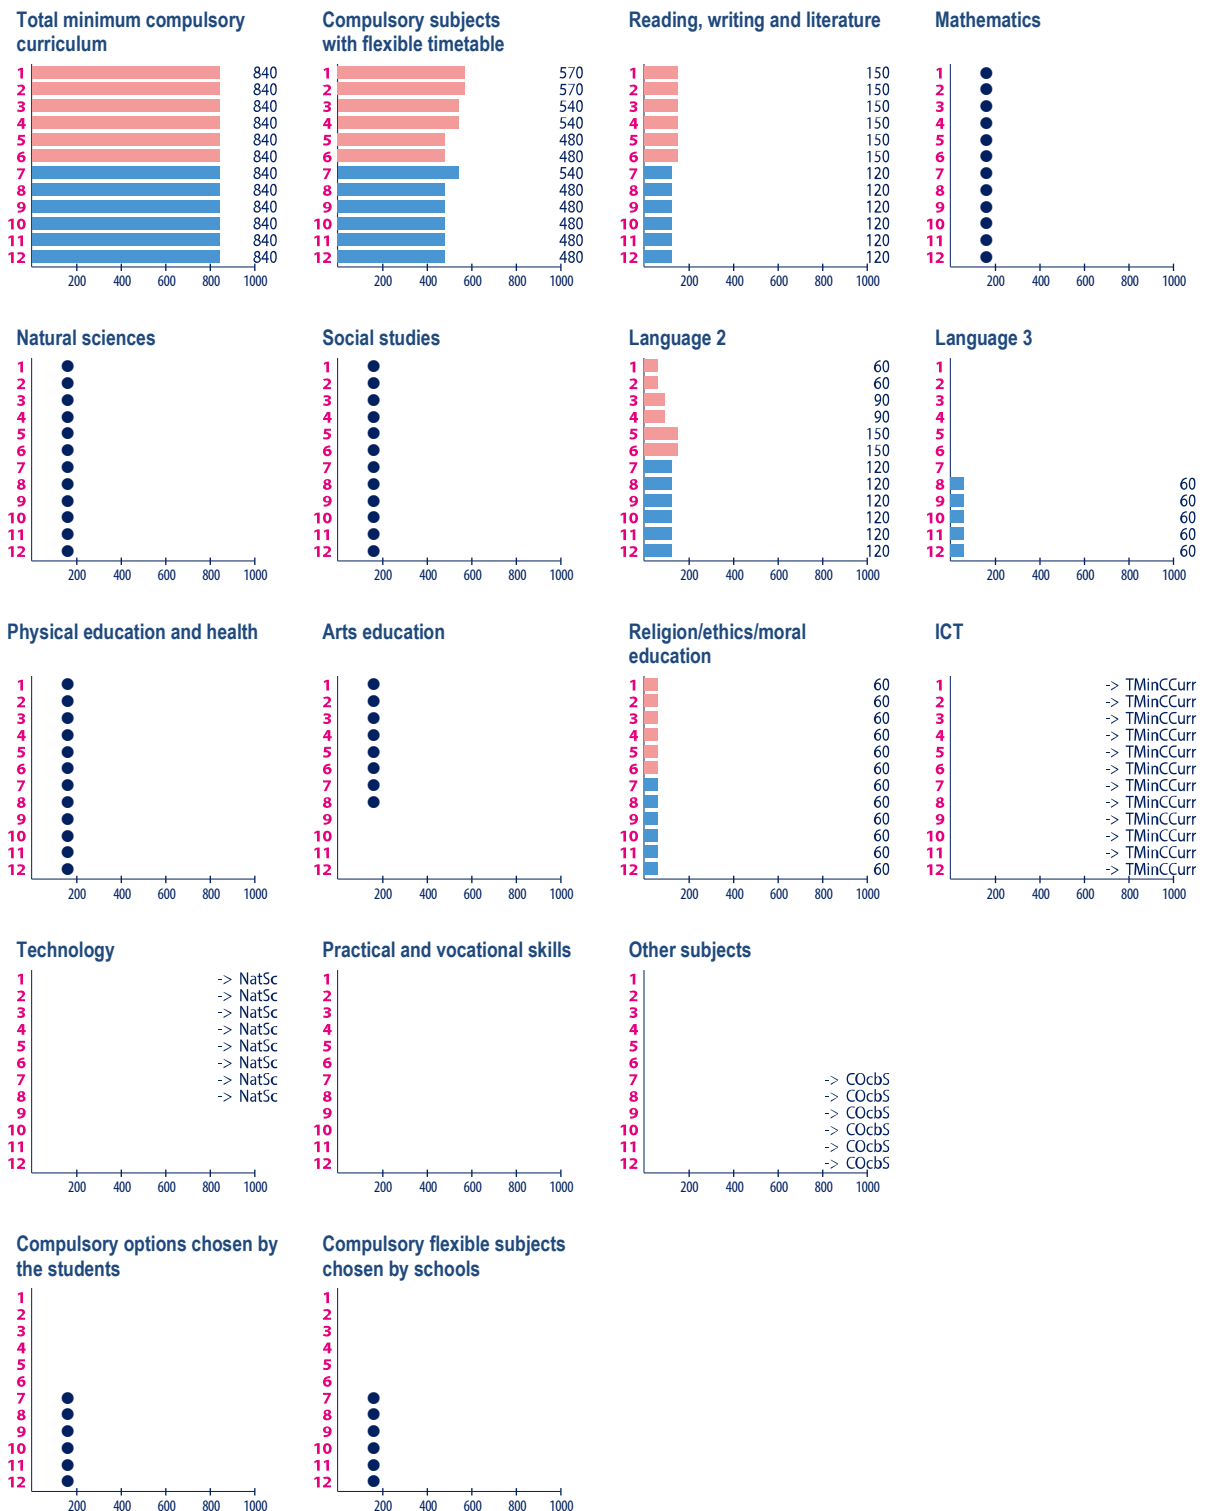 Total minimum compulsory
curriculum
1 840
2 840
3 840
4 840
5 840
6 840
7 840
8 840
9 840
10 840
11 840
12 840
200 400 600 800 1000
Compulsory subjects
with flexible timetable
1 570
2 570
3 540
4 540
5 480
6 480
7 540
8 480
9 480
10 480
11 480
12 480
200 400 600 800 1000
Reading, writing and literature
1 150
2 150
3 150
4 150
5 150
6 150
7 120
8 120
9 120
10 120
11 120
12 120
200 400 600 800 1000
Mathematics
1
2
3
4
5
6
7
8
9
10
11
12
200 400 600 800 1000
Natural sciences
1
2
3
4
5
6
7
8
9
10
11
12
200 400 600 800 1000
Social studies
1
2
3
4
5
6
7
8
9
10
11
12
200 400 600 800 1000
Language 2
1 60
2 60
3 90
4 90
5 150
6 150
7 120
8 120
9 120
10 120
11 120
12 120
200 400 600 800 1000
Language 3
1
2
3
4
5
6
7
8 60
9 60
10 60
11 60
12 60
200 400 600 800 1000
Physical education and health
1
2
3
4
5
6
7
8
9
10
11
12
200 400 600 800 1000
Arts education
1
2
3
4
5
6
7
8
9
10
11
12
200 400 600 800 1000
Religion/ethics/moral
education
1 60
2 60
3 60
4 60
5 60
6 60
7 60
8 60
9 60
10 60
11 60
12 60
200 400 600 800 1000
ICT
1 -> TMinCCurr
2 -> TMinCCurr
3 -> TMinCCurr
4 -> TMinCCurr
5 -> TMinCCurr
6 -> TMinCCurr
7 -> TMinCCurr
8 -> TMinCCurr
9 -> TMinCCurr
10 -> TMinCCurr
11 -> TMinCCurr
12 -> TMinCCurr
200 400 600 800 1000
Technology
1 -> NatSc
2 -> NatSc
3 -> NatSc
4 -> NatSc
5 -> NatSc
6 -> NatSc
7 -> NatSc
8 -> NatSc
9
10
11
12
200 400 600 800 1000
Practical and vocational skills
1
2
3
4
5
6
7
8
9
10
11
12
200 400 600 800 1000
Other subjects
1
2
3
4
5
6
7 -> COcbS
8 -> COcbS
9 -> COcbS
10 -> COcbS
11 -> COcbS
12 -> COcbS
200 400 600 800 1000
Compulsory options chosen by
the students
1
2
3
4
5
6
7
8
9
10
11
12
200 400 600 800 1000
Compulsory flexible subjects
chosen by schools
1
2
3
4
5
6
7
8
9
10
11
12
200 400 600 800 1000